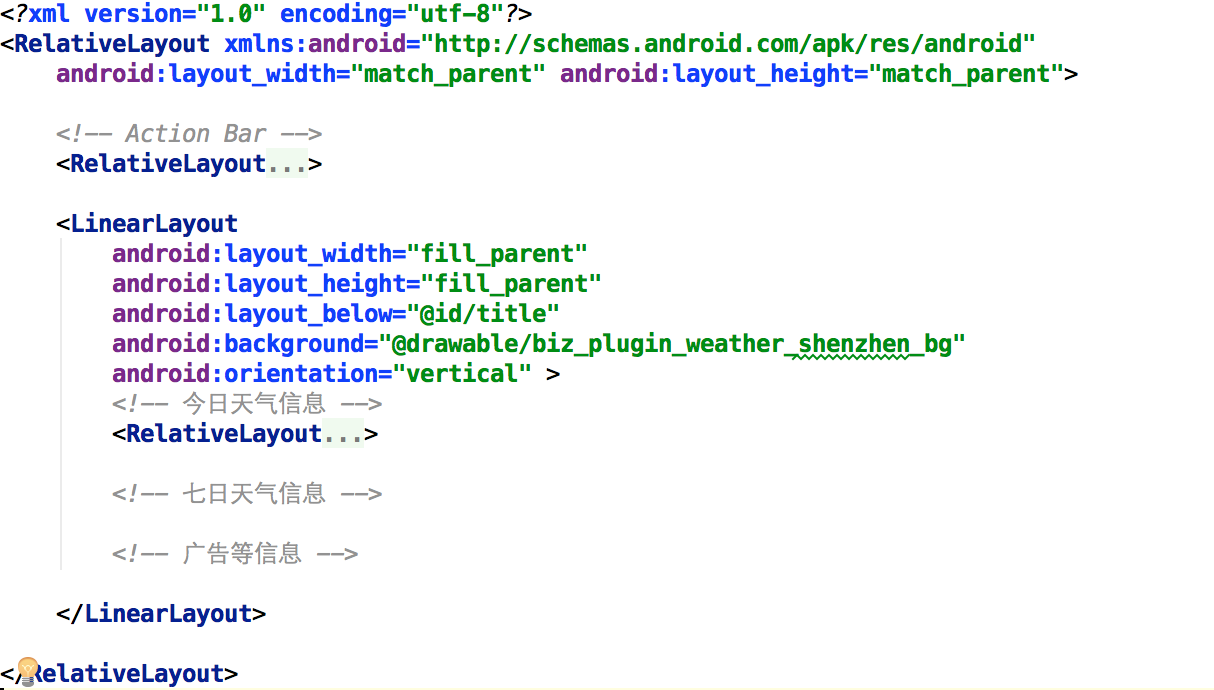 <?xml version="1.0" encoding="utf-8"?>
<RelativeLayout xmlns:android="http://schemas.android.com/apk/res/android"
    android:layout_width="match_parent" android:layout_height="match_parent">
    <!-- Action Bar -->
    <RelativeLayout...>
    <LinearLayout
        android:layout_width="fill_parent"
        android:layout_height="fill_parent"
        android:layout_below="@id/title"
        android:background="@drawable/biz_plugin_weather_shenzhen_bg"
        android:orientation="vertical" >
        <!-- 今日天气信息 -->
        <RelativeLayout...>
        <!-- 七日天气信息 -->
        <!-- 广告等信息 -->
    </LinearLayout>
</RelativeLayout>